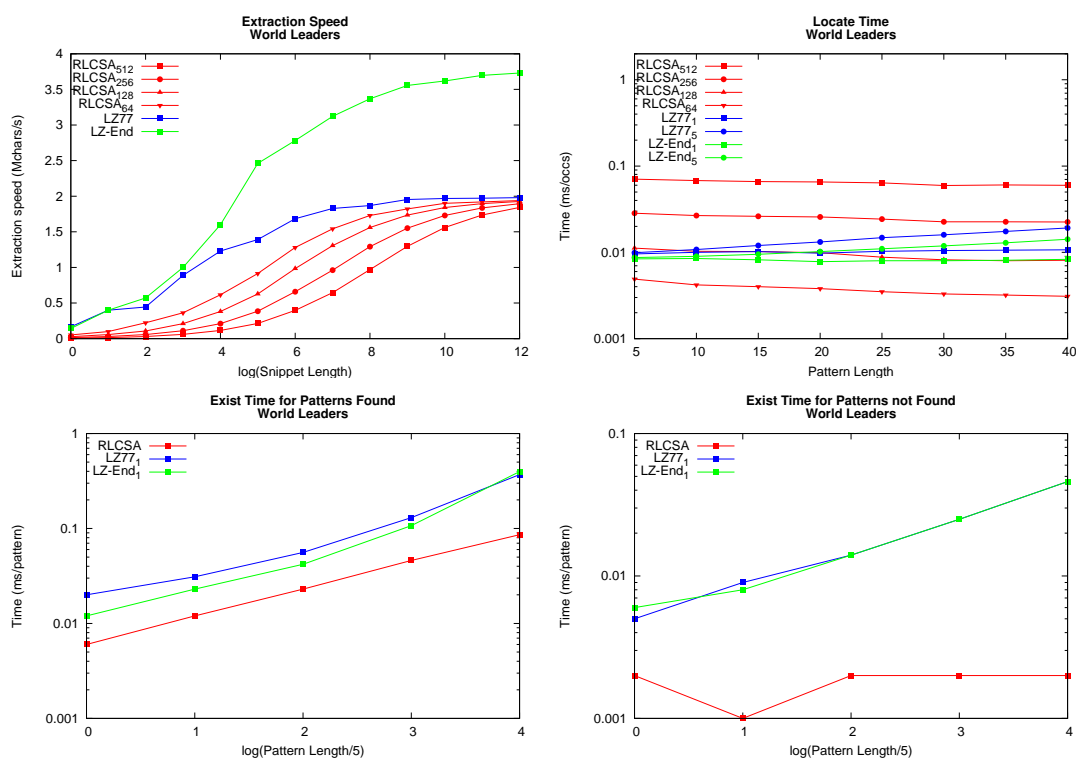 Extraction Speed
World Leaders
Extraction speed (Mchars/s)
4
3.5
3
2.5
2
1.5
1
0.5
0
RLCSA512
RLCSA256
RLCSA128
RLCSA64
LZ77
LZ-End
0 2 4 6 8 10 12
log(Snippet Length)
Locate Time
World Leaders
Time (ms/occs)
1
0.1
0.01
0.001
RLCSA512
RLCSA256
RLCSA128
RLCSA64
LZ771
LZ775
LZ-End1
LZ-End5
5 10 15 20 25 30 35 40
Pattern Length
Exist Time for Patterns Found
World Leaders
Time (ms/pattern)
1
0.1
0.01
0.001
RLCSA
LZ771
LZ-End1
0 1 2 3 4
log(Pattern Length/5)
Exist Time for Patterns not Found
World Leaders
Time (ms/pattern)
0.1
0.01
0.001
RLCSA
LZ771
LZ-End1
0 1 2 3 4
log(Pattern Length/5)